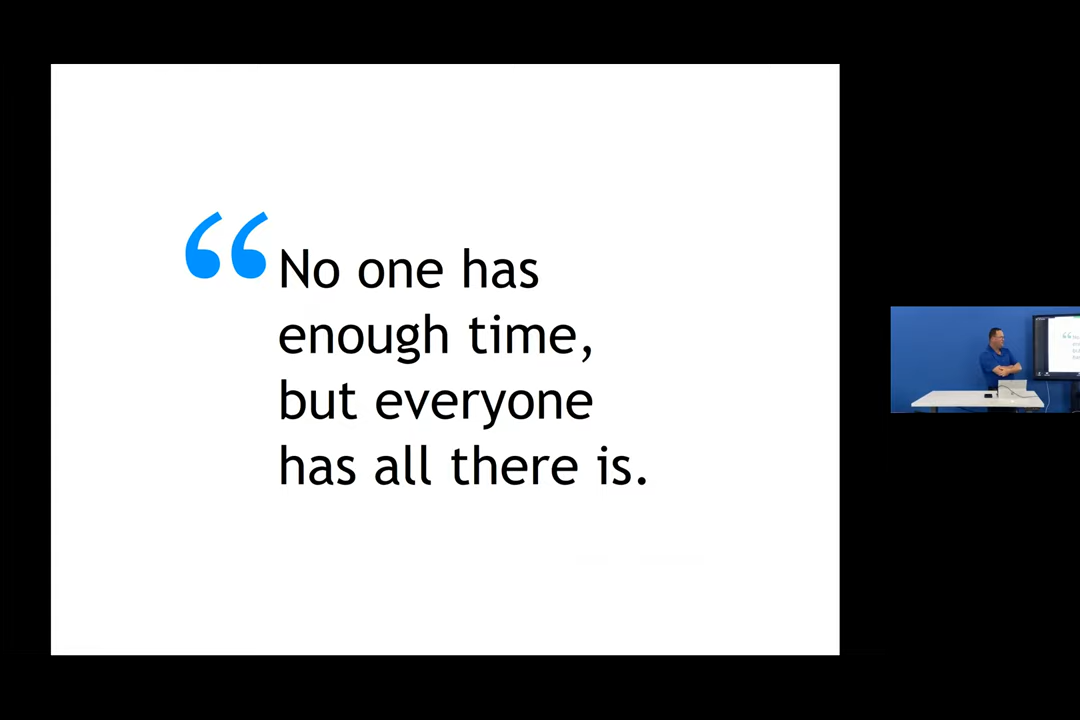 “No one has
enough time,
but everyone
has all there is.